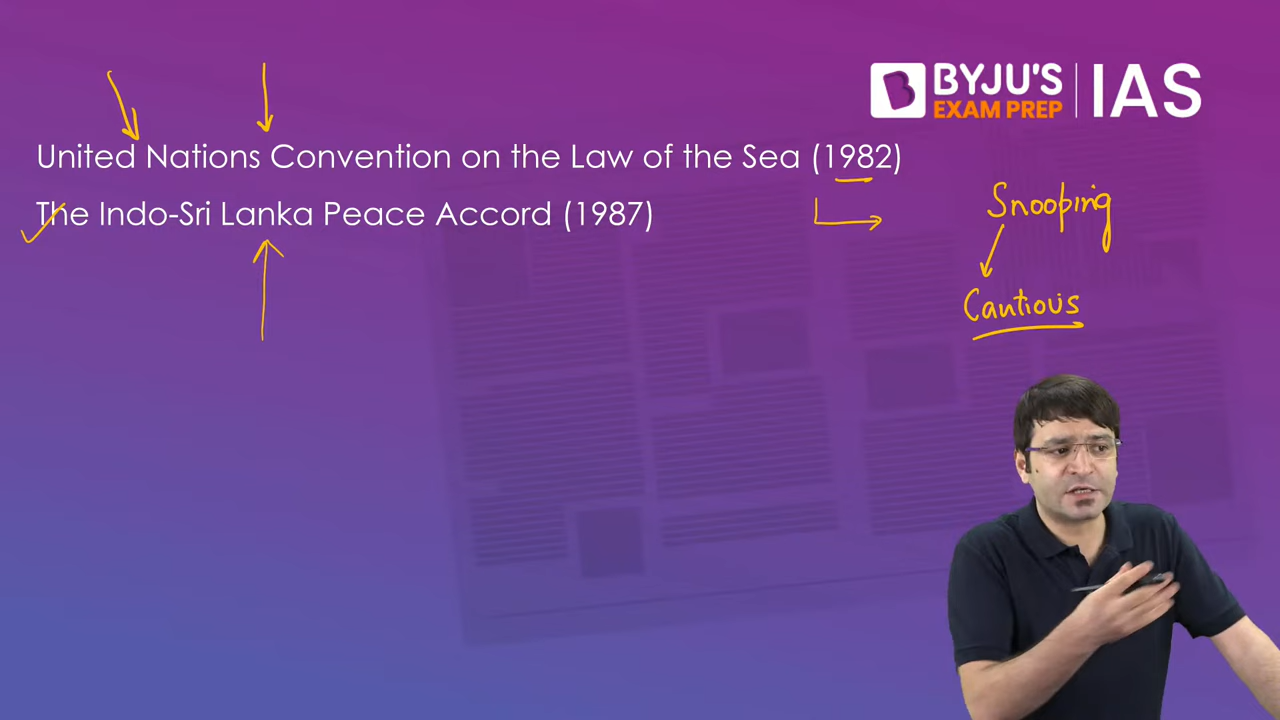 BYJU'S
EXAM PREP
IAS
United Nations Convention on the Law of the Sea (1982)
The Indo-Sri Lanka Peace Accord (1987)
Snooping
Cautious